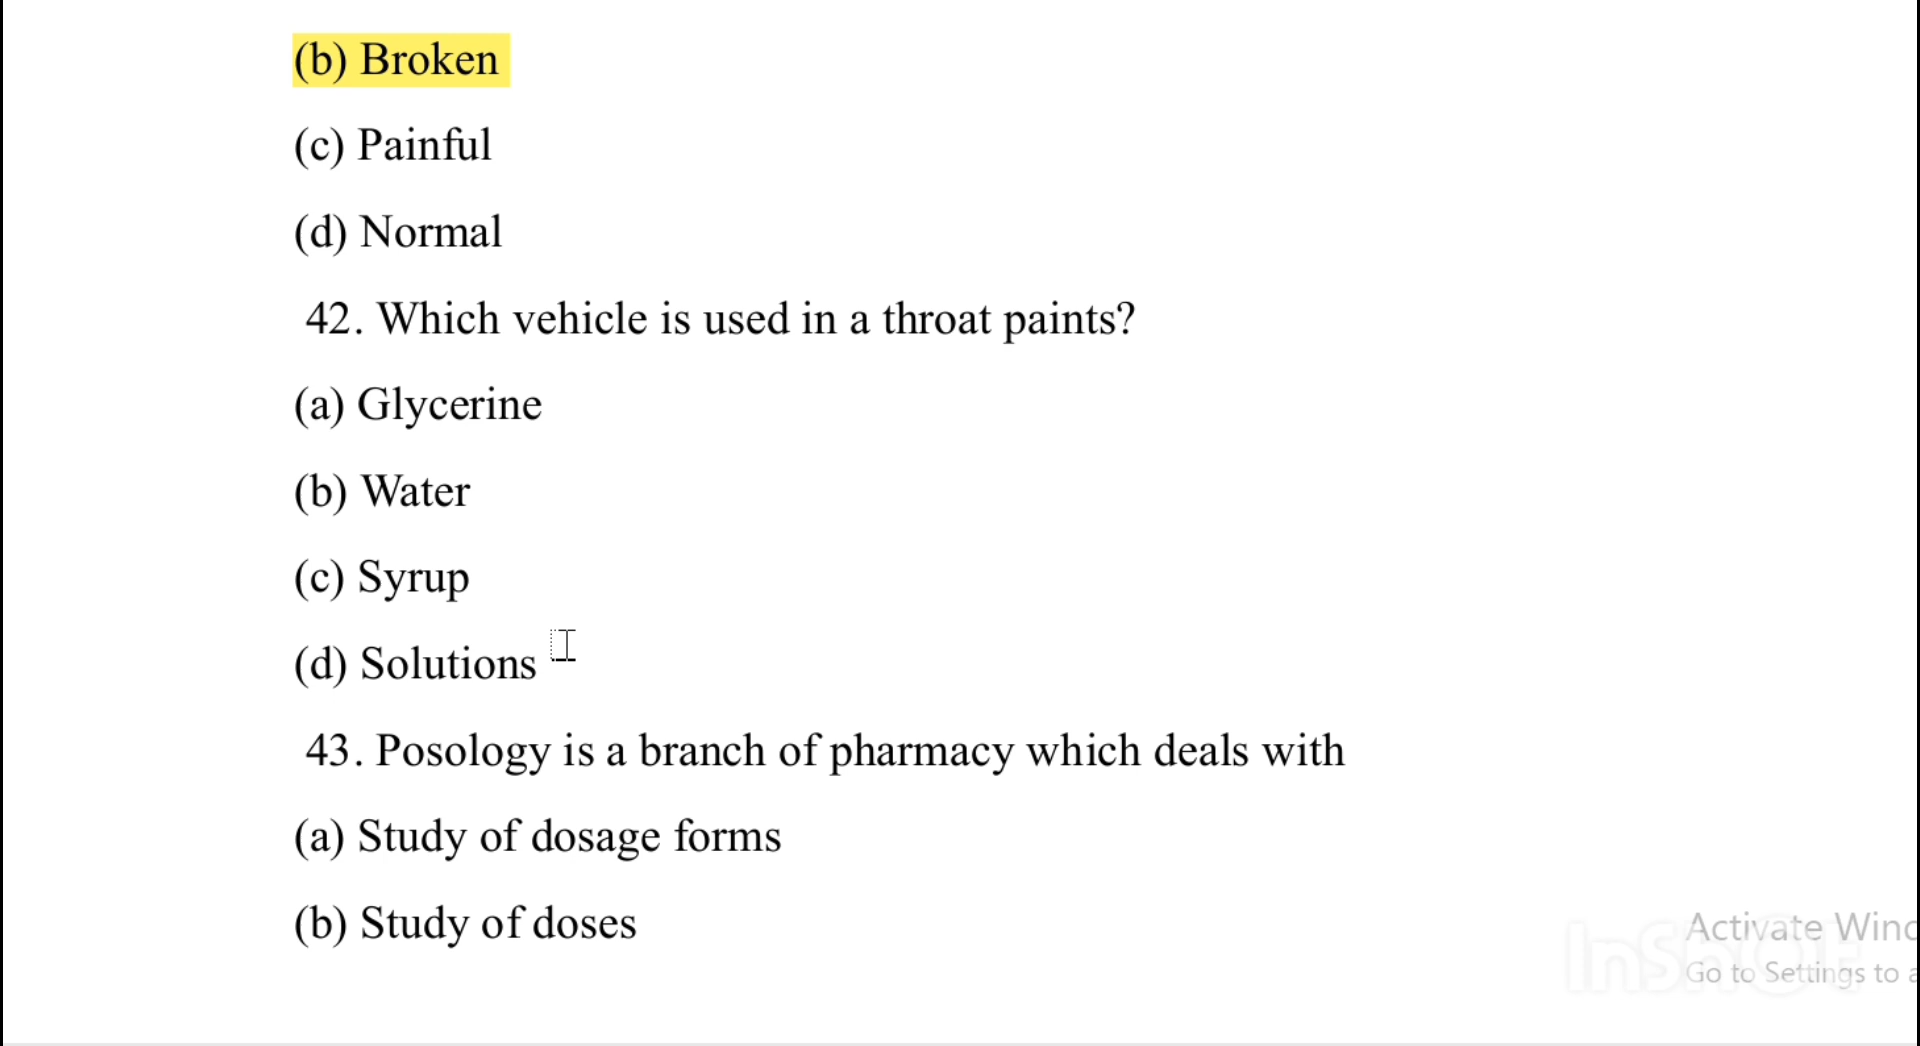 (b) Broken
(c) Painful
(d) Normal
42. Which vehicle is used in a throat paints?
(a) Glycerine
(b) Water
(c) Syrup
(d) Solutions
43. Posology is a branch of pharmacy which deals with
(a) Study of dosage forms
(b) Study of doses
Activate Wind
Go to Settings to a
InShOt